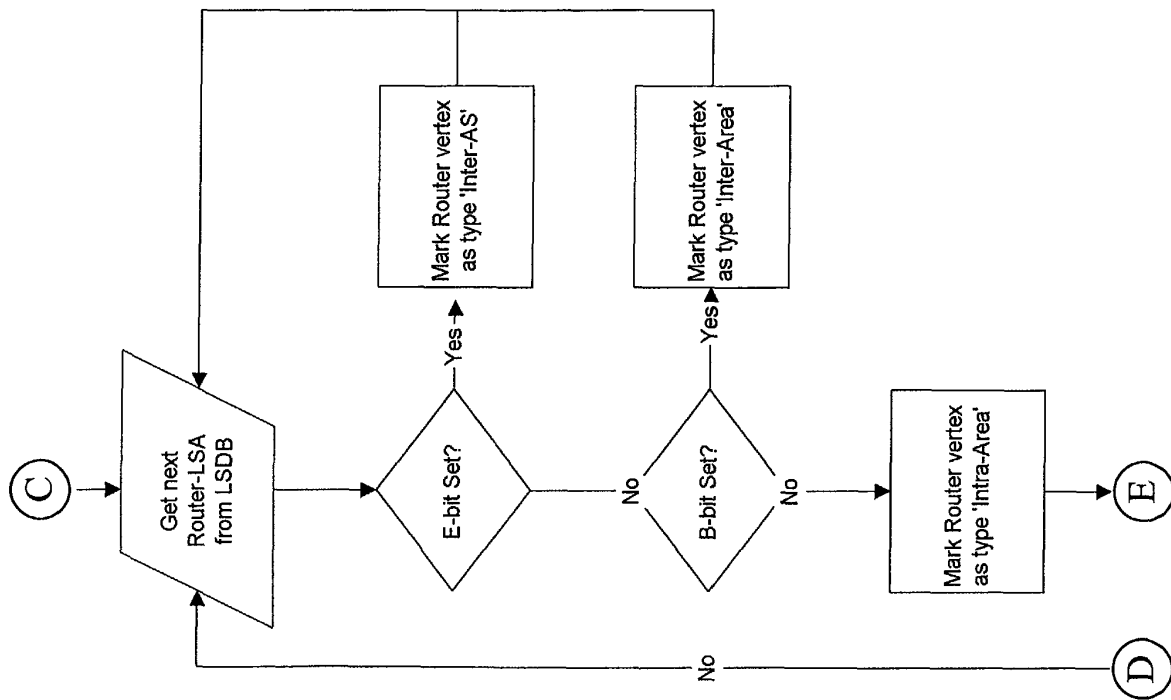 C
Get next
Router-LSA
from LSDB
E-bit Set?
Yes
Mark Router vertex
as type 'Inter-AS'
No
B-bit Set?
Yes
Mark Router vertex
as type 'Inter-Area'
No
Mark Router vertex
as type 'Intra-Area'
E
No
D